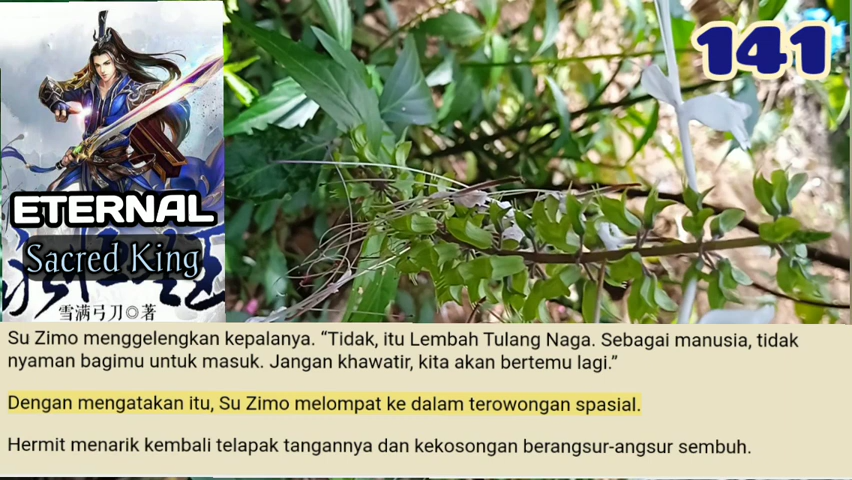 141
ETERNAL
Sacred King
雪满弓刀◎著
Su Zimo menggelengkan kepalanya. “Tidak, itu Lembah Tulang Naga. Sebagai manusia, tidak
nyaman bagimu untuk masuk. Jangan khawatir, kita akan bertemu lagi.”
Dengan mengatakan itu, Su Zimo melompat ke dalam terowongan spasial.
Hermit menarik kembali telapak tangannya dan kekosongan berangsur-angsur sembuh.